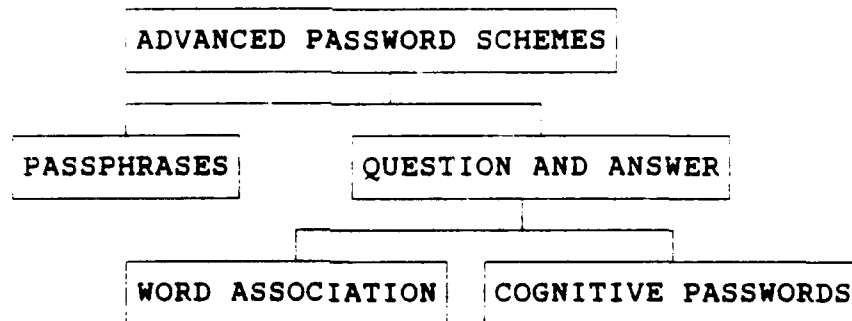 ADVANCED PASSWORD SCHEMES
PASSPHRASES
QUESTION AND ANSWER
WORD ASSOCIATION
COGNITIVE PASSWORDS